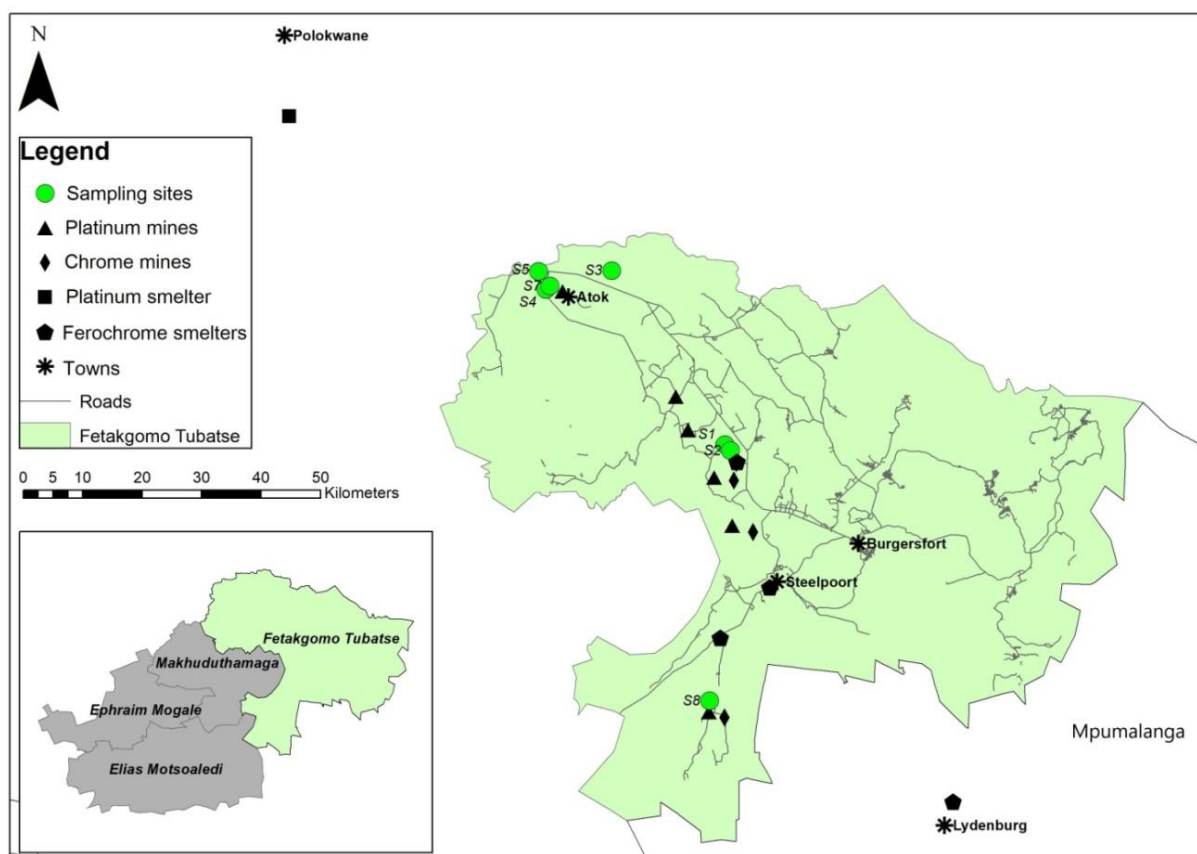 N
Polokwane
Legend
Sampling sites
Platinum mines
Chrome mines
Platinum smelter
Ferochrome smelters
Towns
Roads
Fetakgomo Tubatse
0 5 10 20 30 40 50
Kilometers
S5
S3
S7
S4
Atok
S1
S2
Burgersfort
Steelpoort
S8
Mpumalanga
Lydenburg
Fetakgomo Tubatse
Makhuduthamaga
Ephraim Mogale
Elias Motsoaledi